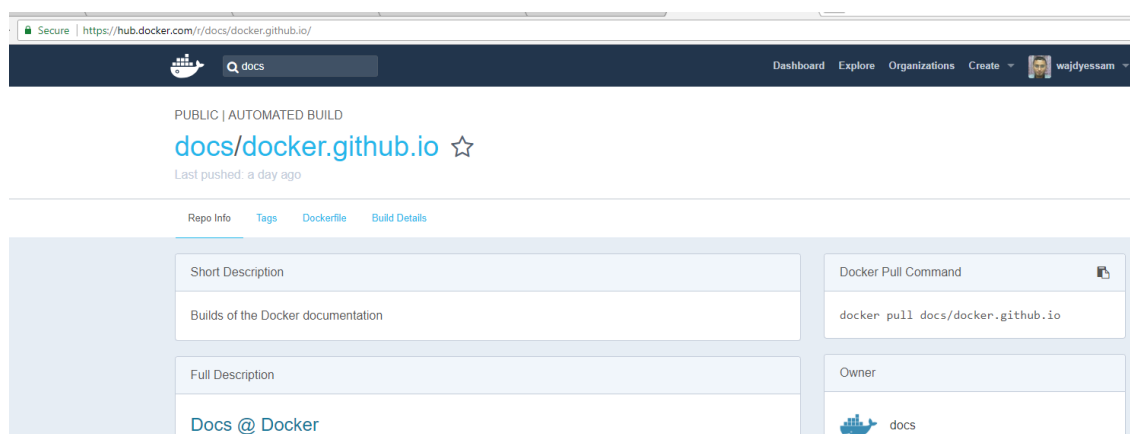 Secure | https://hub.docker.com/r/docs/docker.github.io/
docs
Dashboard Explore Organizations Create wajdyessam
PUBLIC | AUTOMATED BUILD
docs/docker.github.io
Last pushed: a day ago
Repo Info Tags Dockerfile Build Details
Short Description
Builds of the Docker documentation
Docker Pull Command
docker pull docs/docker.github.io
Full Description
Docs @ Docker
Owner
docs